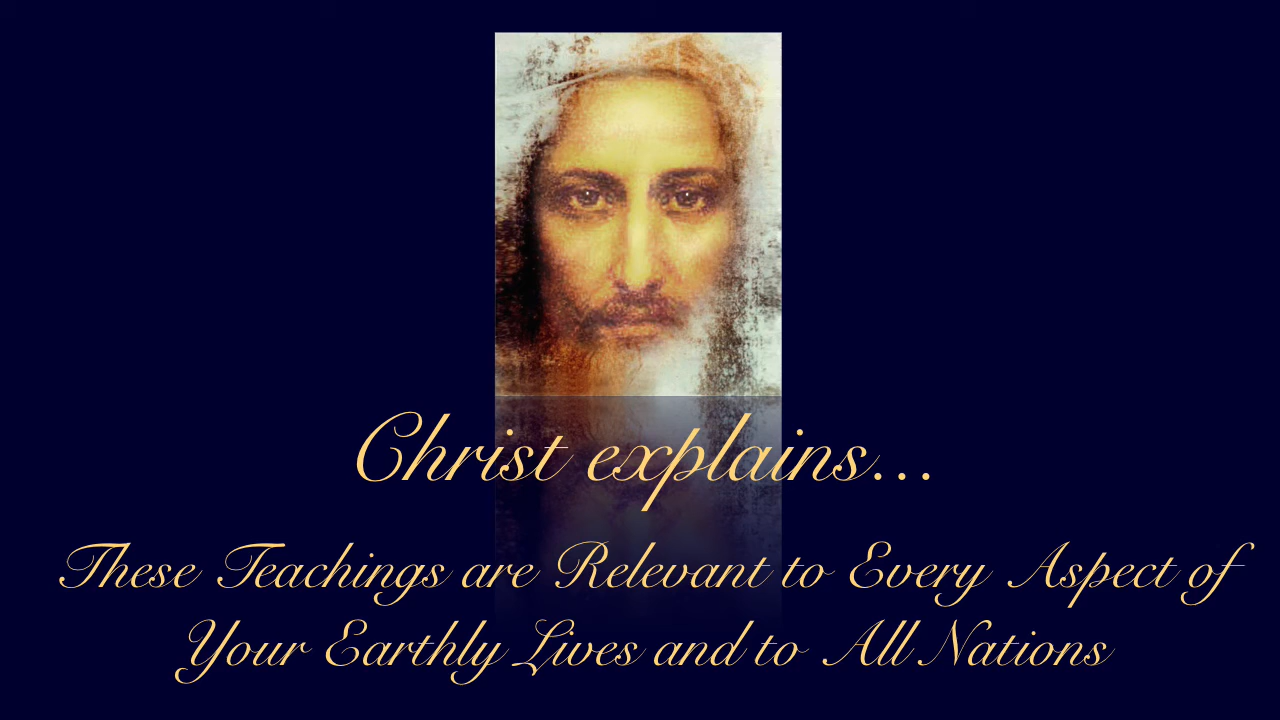 Christ explains...
These Teachings are Relevant to Every Aspect of
Your Earthly Lives and to All Nations